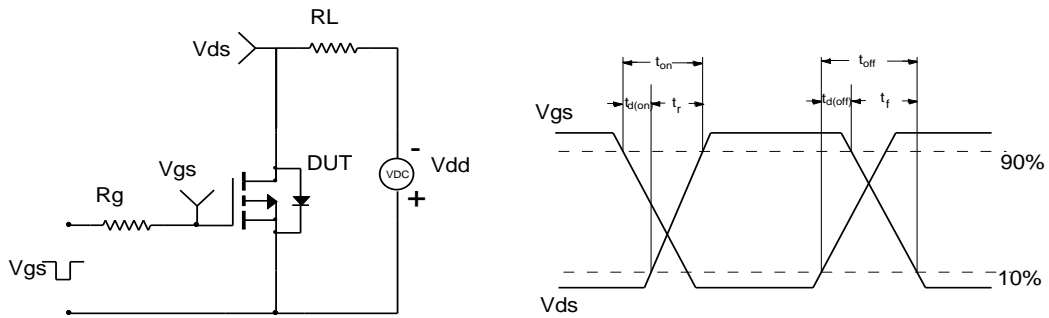 RL
Vds
Vgs
DUT
-
VDC
Vdd
+
Rg
Vgs
ton
toff
td(on)
tr
td(off)
tf
Vgs
90%
10%
Vds